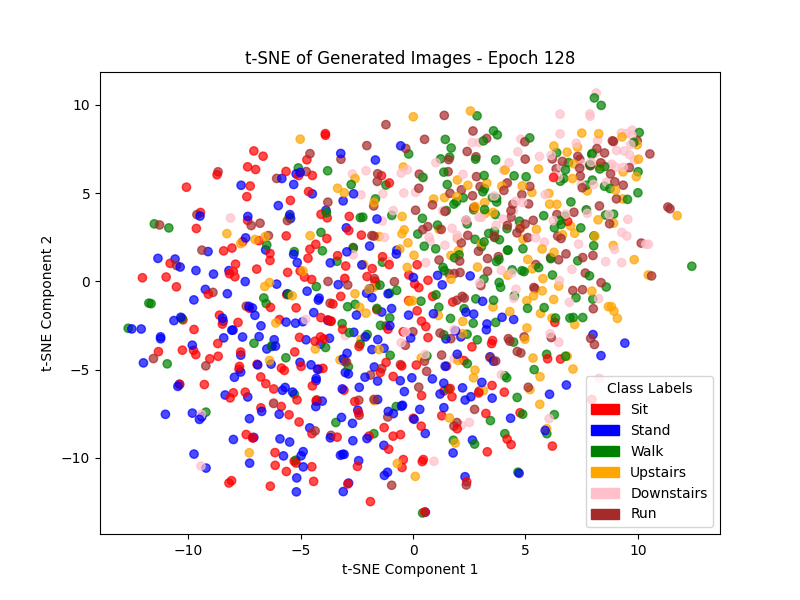 t-SNE of Generated Images - Epoch 128
t-SNE Component 2
10
5
0
−5
−10
−10
−5
0
5
10
t-SNE Component 1
Class Labels
Sit
Stand
Walk
Upstairs
Downstairs
Run